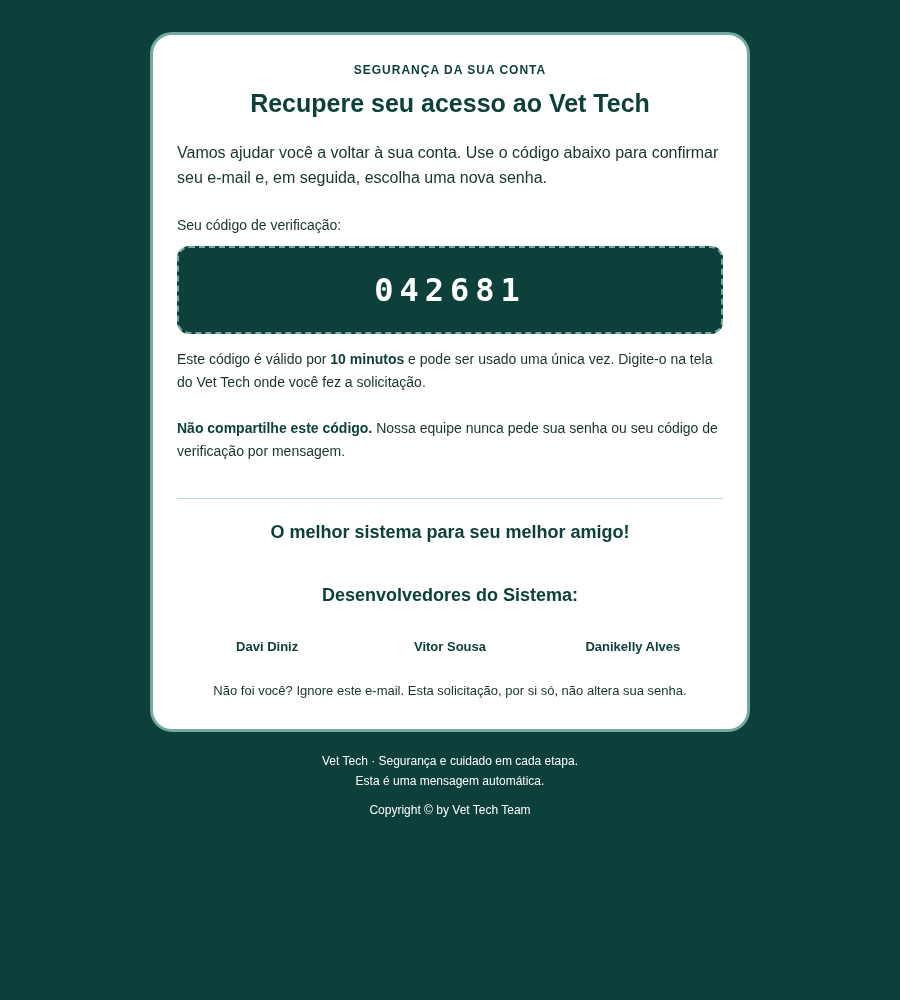 SEGURANÇA DA SUA CONTA
Recupere seu acesso ao Vet Tech
Vamos ajudar você a voltar à sua conta. Use o código abaixo para confirmar
seu e-mail e, em seguida, escolha uma nova senha.
Seu código de verificação:
042681
Este código é válido por 10 minutos e pode ser usado uma única vez. Digite-o na tela
do Vet Tech onde você fez a solicitação.
Não compartilhe este código. Nossa equipe nunca pede sua senha ou seu código de
verificação por mensagem.
O melhor sistema para seu melhor amigo!
Desenvolvedores do Sistema:
Davi Diniz Vitor Sousa Danikelly Alves
Não foi você? Ignore este e-mail. Esta solicitação, por si só, não altera sua senha.
Vet Tech · Segurança e cuidado em cada etapa.
Esta é uma mensagem automática.
Copyright © by Vet Tech Team